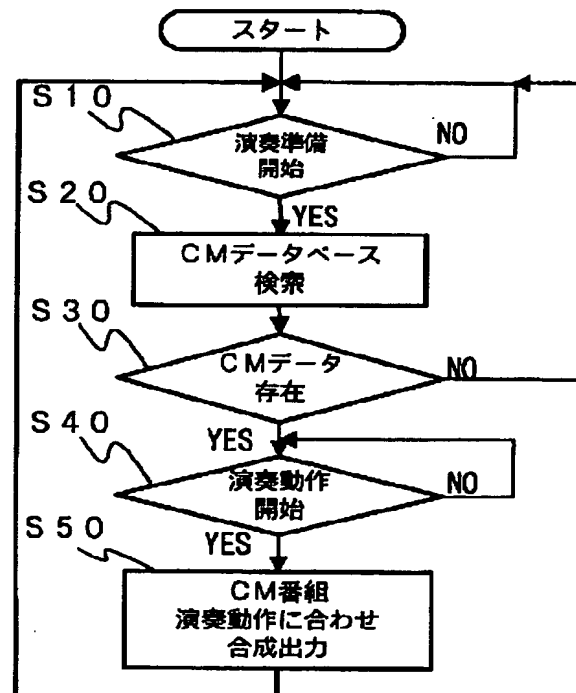 スタート
S10
演奏準備
開始
NO
S20
YES
CMデータベース
検索
S30
CMデータ
存在
NO
S40
YES
演奏動作
開始
NO
S50
YES
CM番組
演奏動作に合わせ
合成出力